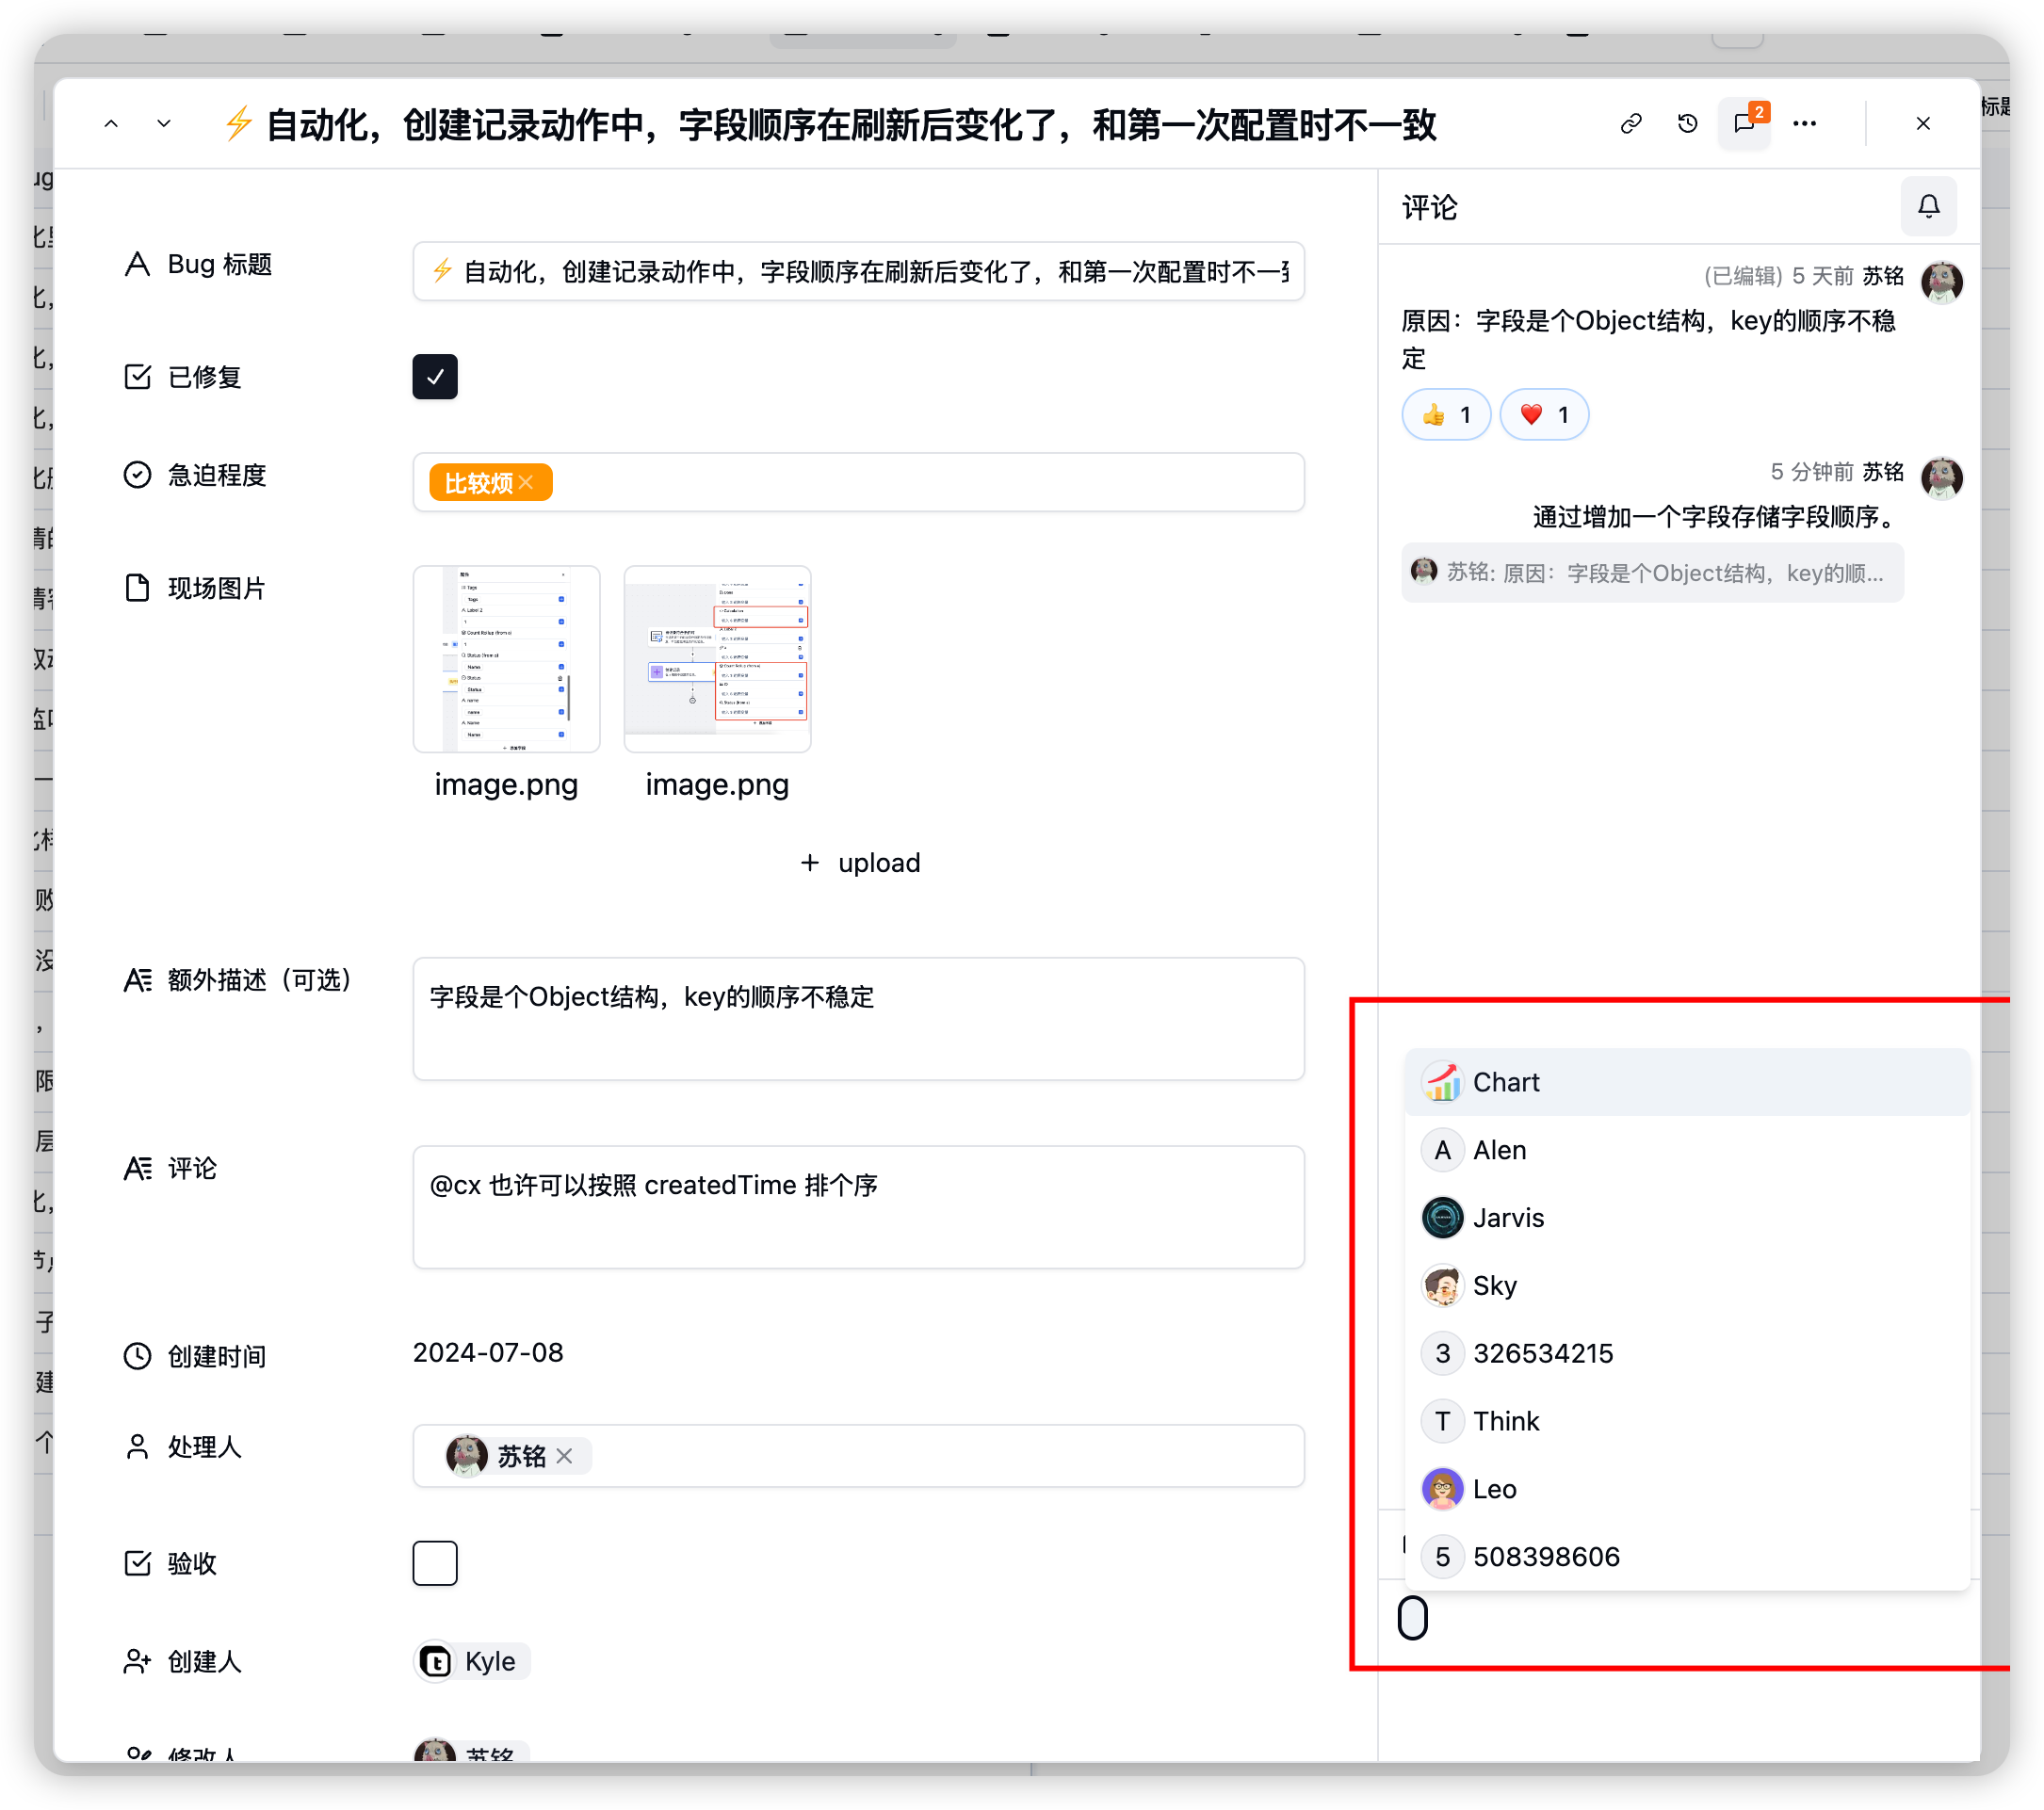 自动化，创建记录动作中，字段顺序在刷新后变化了，和第一次配置时不一致
2
标题
评论
Bug 标题
自动化，创建记录动作中，字段顺序在刷新后变化了，和第一次配置时不一
(已编辑) 5 天前 苏铭
原因：字段是个Object结构，key的顺序不稳
定
👍 1 ❤️ 1
已修复
急迫程度
比较烦
5 分钟前 苏铭
通过增加一个字段存储字段顺序。
苏铭: 原因：字段是个Object结构，key的顺...
现场图片
image.png
image.png
+ upload
额外描述（可选）
字段是个Object结构，key的顺序不稳定
评论
@cx 也许可以按照 createdTime 排个序
创建时间
2024-07-08
处理人
苏铭
验收
创建人
Kyle
修改人
苏铭
Chart
A Alen
Jarvis
Sky
3 326534215
T Think
Leo
5 508398606